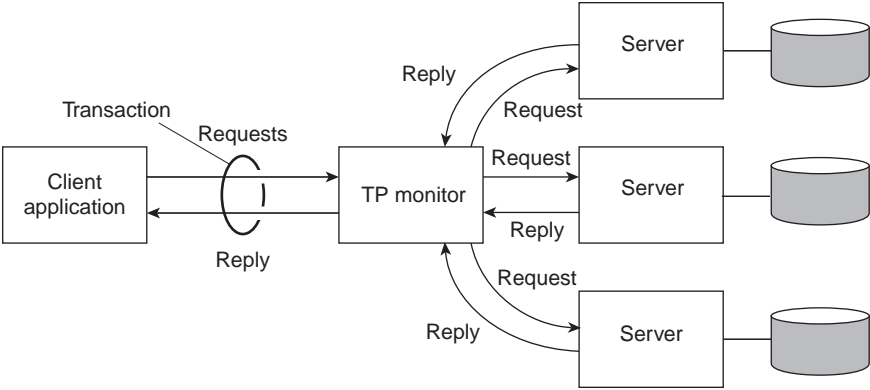 Transaction
Requests
Client
application
Reply
TP monitor
Reply
Request
Server
Request
Reply
Server
Request
Reply
Server